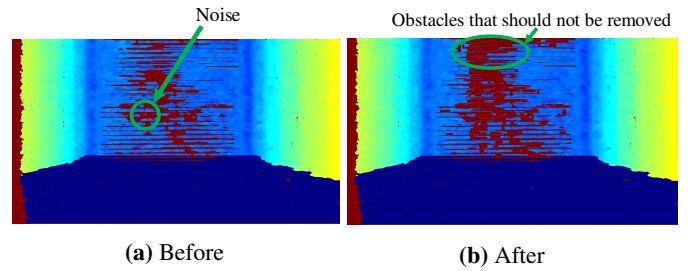 Noise
Obstacles that should not be removed
(a) Before
(b) After